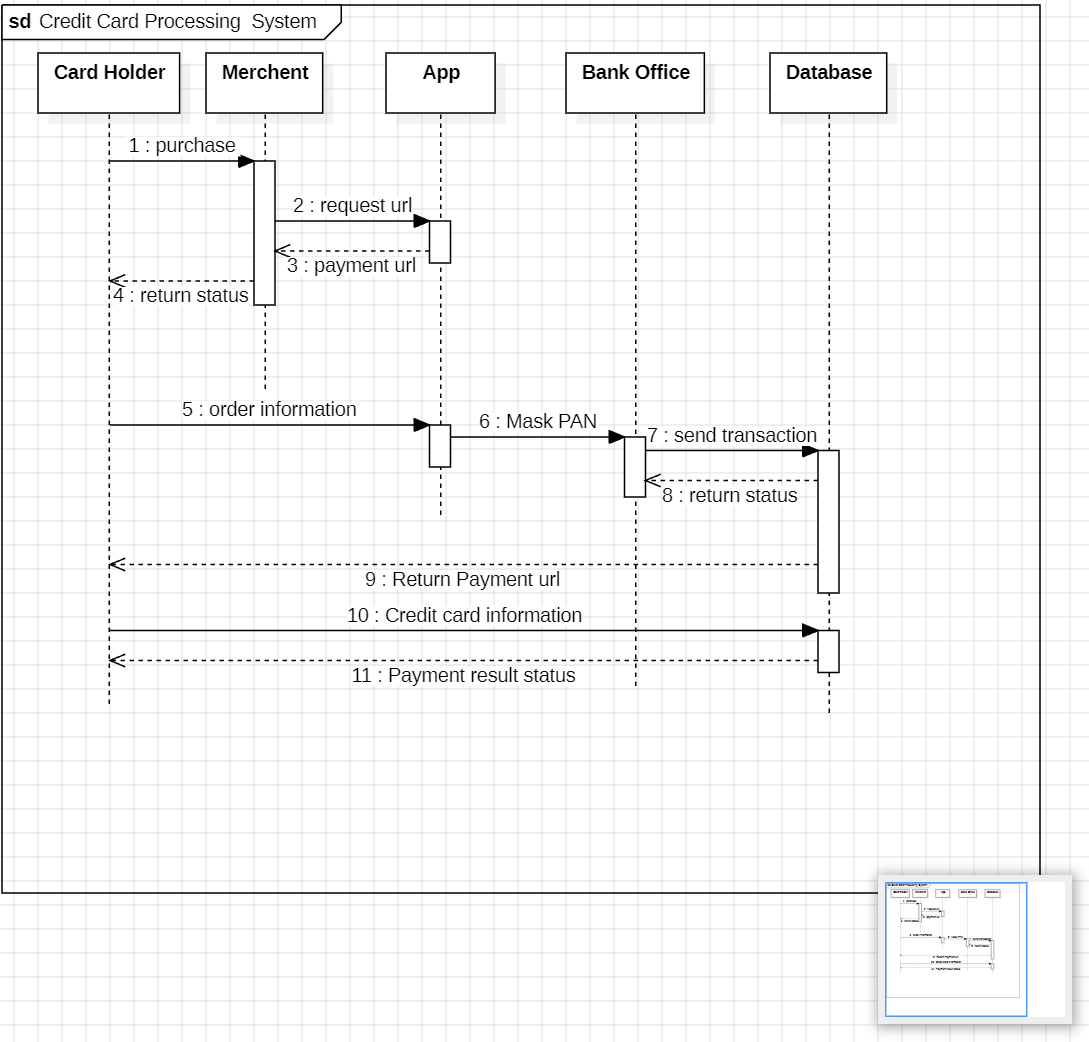 sd Credit Card Processing  System
Card Holder
Merchent
App
Bank Office
Database
1 : purchase
2 : request url
3 : payment url
4 : return status
5 : order information
6 : Mask PAN
7 : send transaction
8 : return status
9 : Return Payment url
10 : Credit card information
11 : Payment result status